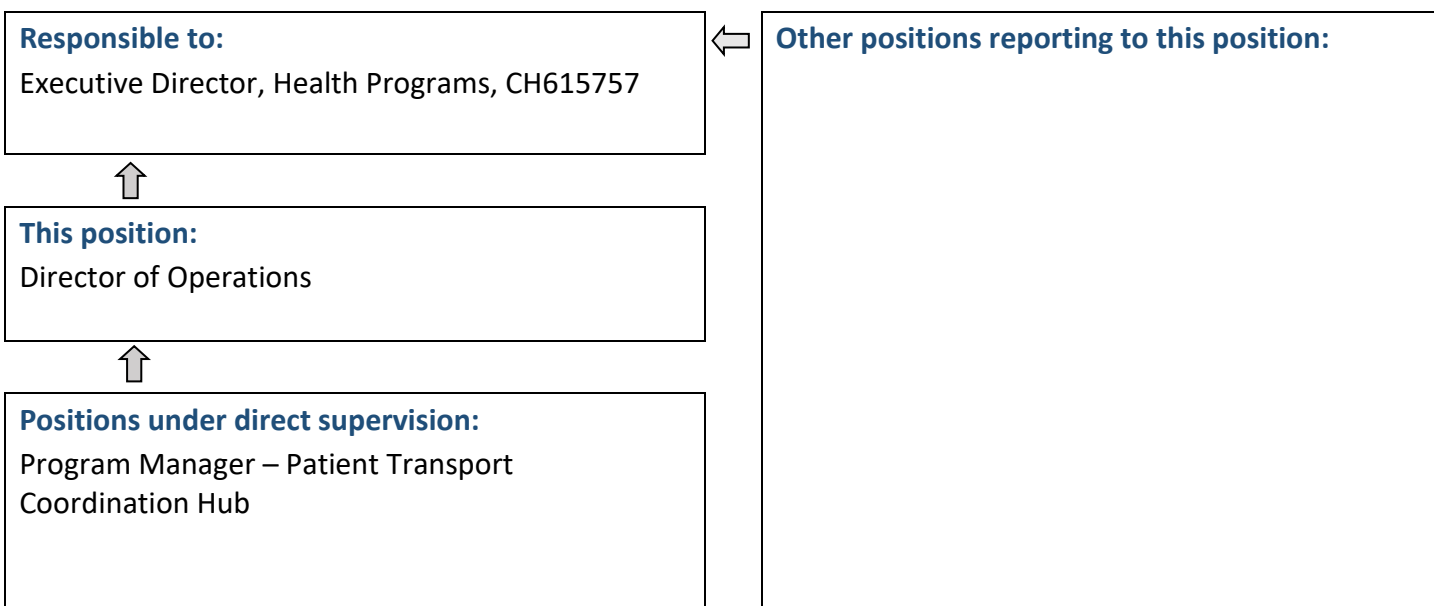 Responsible to:
Executive Director, Health Programs, CH615757
This position:
Director of Operations
Positions under direct supervision:
Program Manager – Patient Transport
Coordination Hub
Other positions reporting to this position: